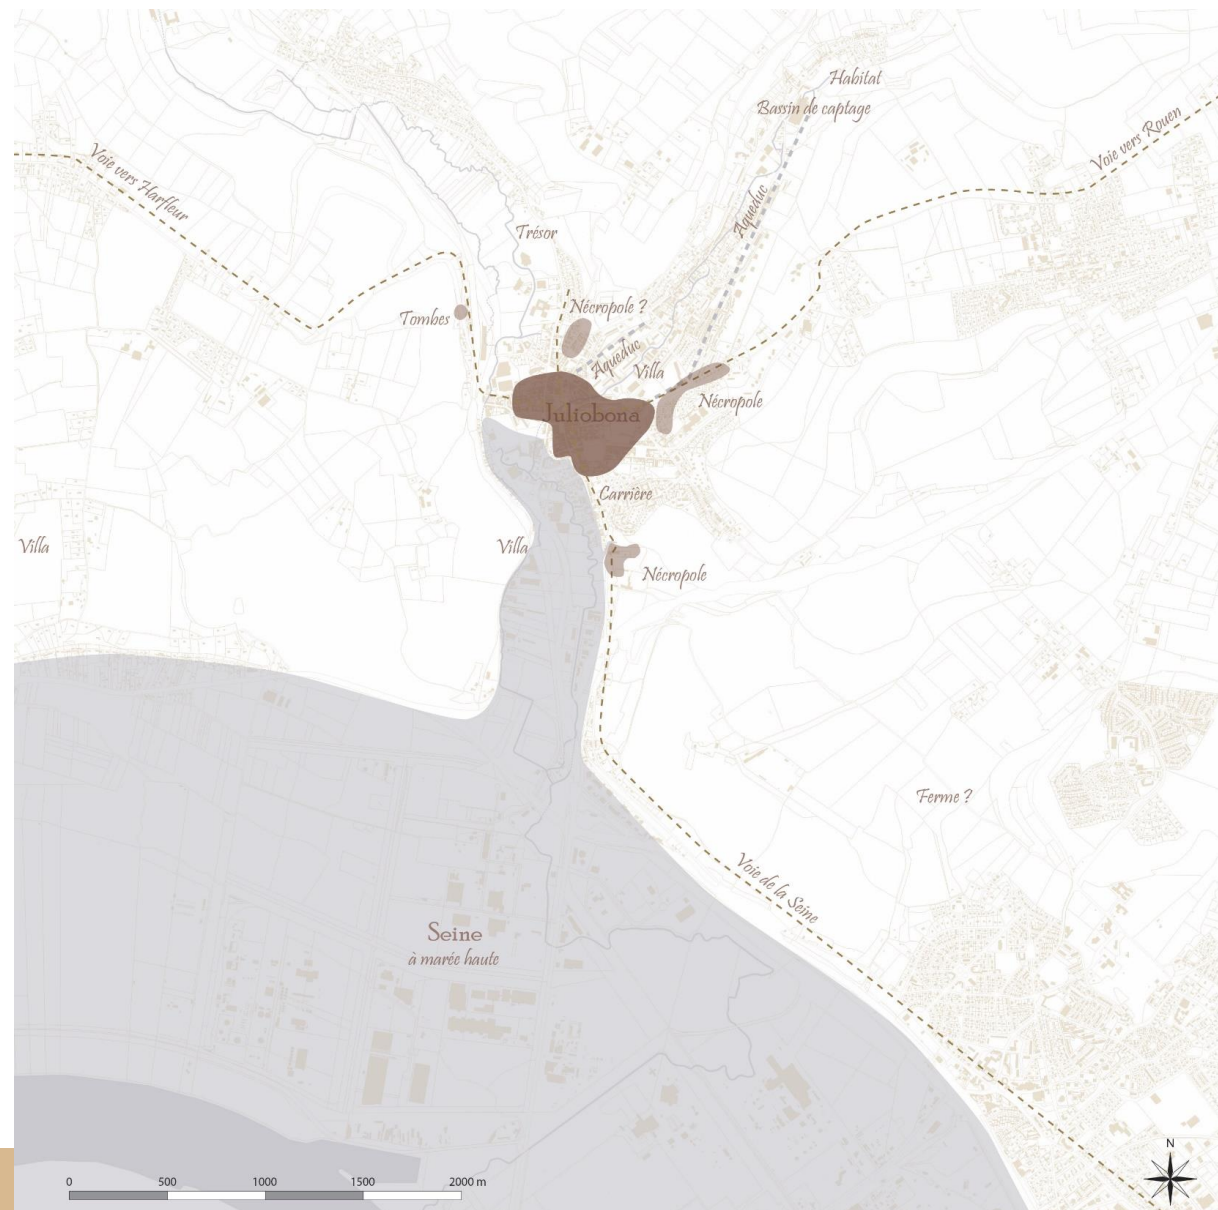 Habitat
Bassin de captage
Voie vers Rouen
Voie vers Harfleur
Aqueduc
Trésor
Nécropole ?
Tombes
Aqueduc
Villa
Nécropole
Juliobona
Carrière
Villa
Villa
Nécropole
Ferme ?
Voie de la Seine
Seine
à marée haute
N
0 500 1000 1500 2000 m